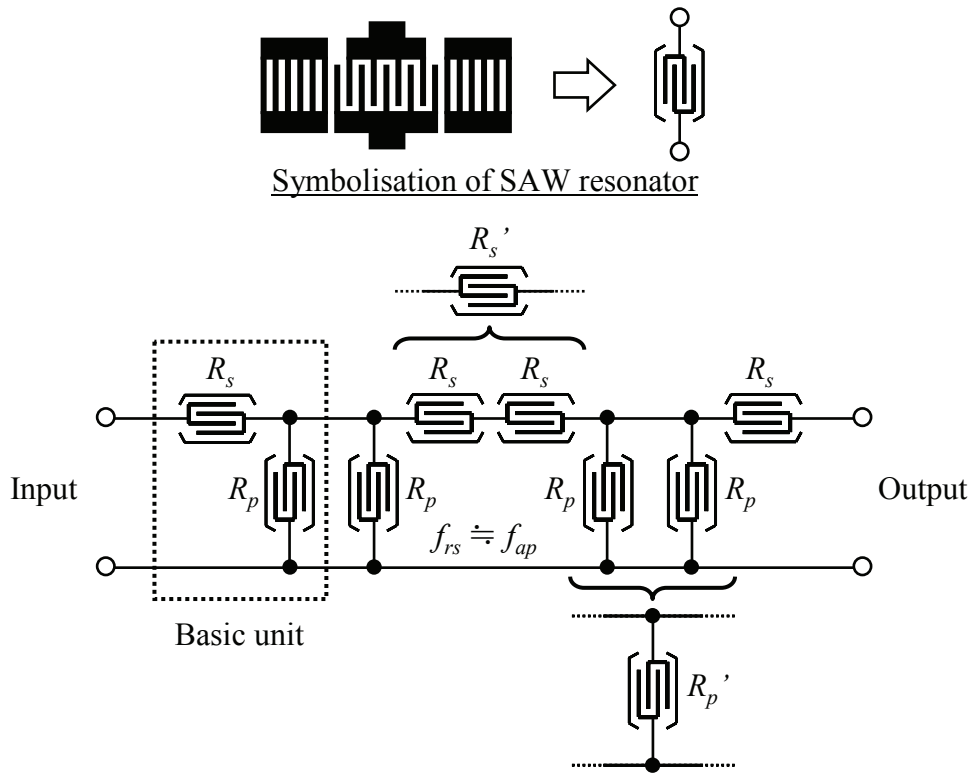 Symbolisation of SAW resonator
R_s’
R_s
R_s
R_s
R_s
Input
R_p
R_p
R_p
R_p
Output
f_rs ≒ f_ap
Basic unit
R_p’